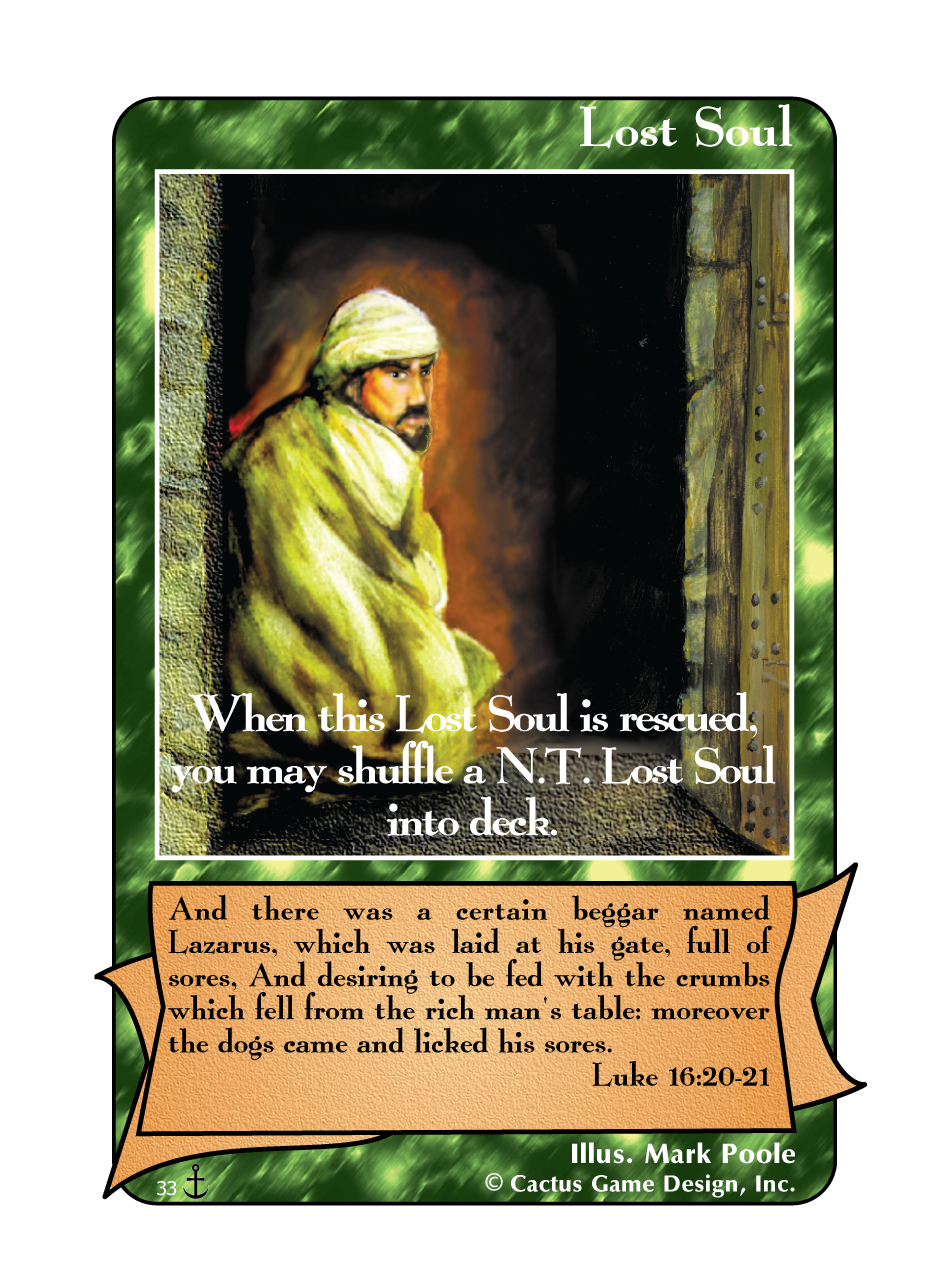 Lost Soul
When this Lost Soul is rescued,
you may shuffle a N.T. Lost Soul
into deck.
And there was a certain beggar named
Lazarus, which was laid at his gate, full of
sores, And desiring to be fed with the crumbs
which fell from the rich man's table: moreover
the dogs came and licked his sores.
Luke 16:20-21
Illus. Mark Poole
33
© Cactus Game Design, Inc.